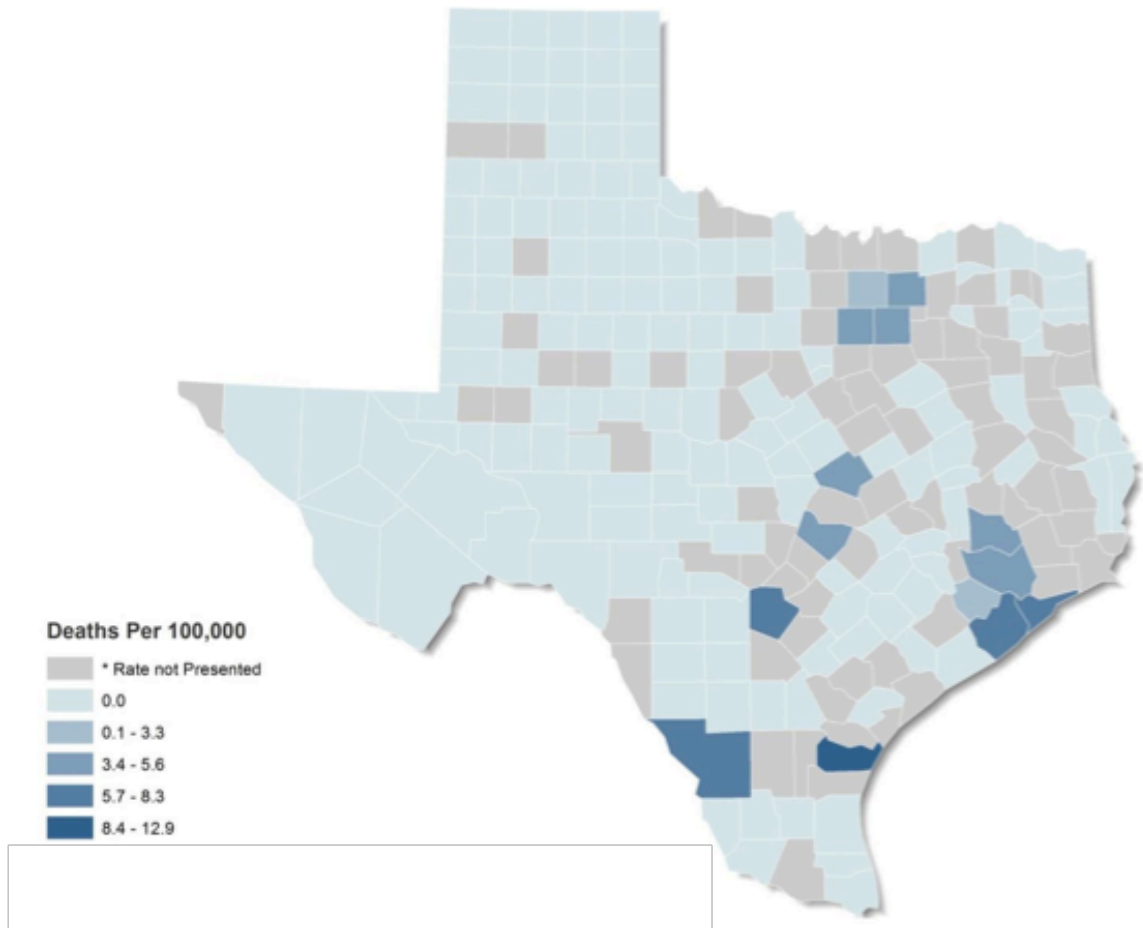 Deaths Per 100,000
* Rate not Presented
0.0
0.1 - 3.3
3.4 - 5.6
5.7 - 8.3
8.4 - 12.9